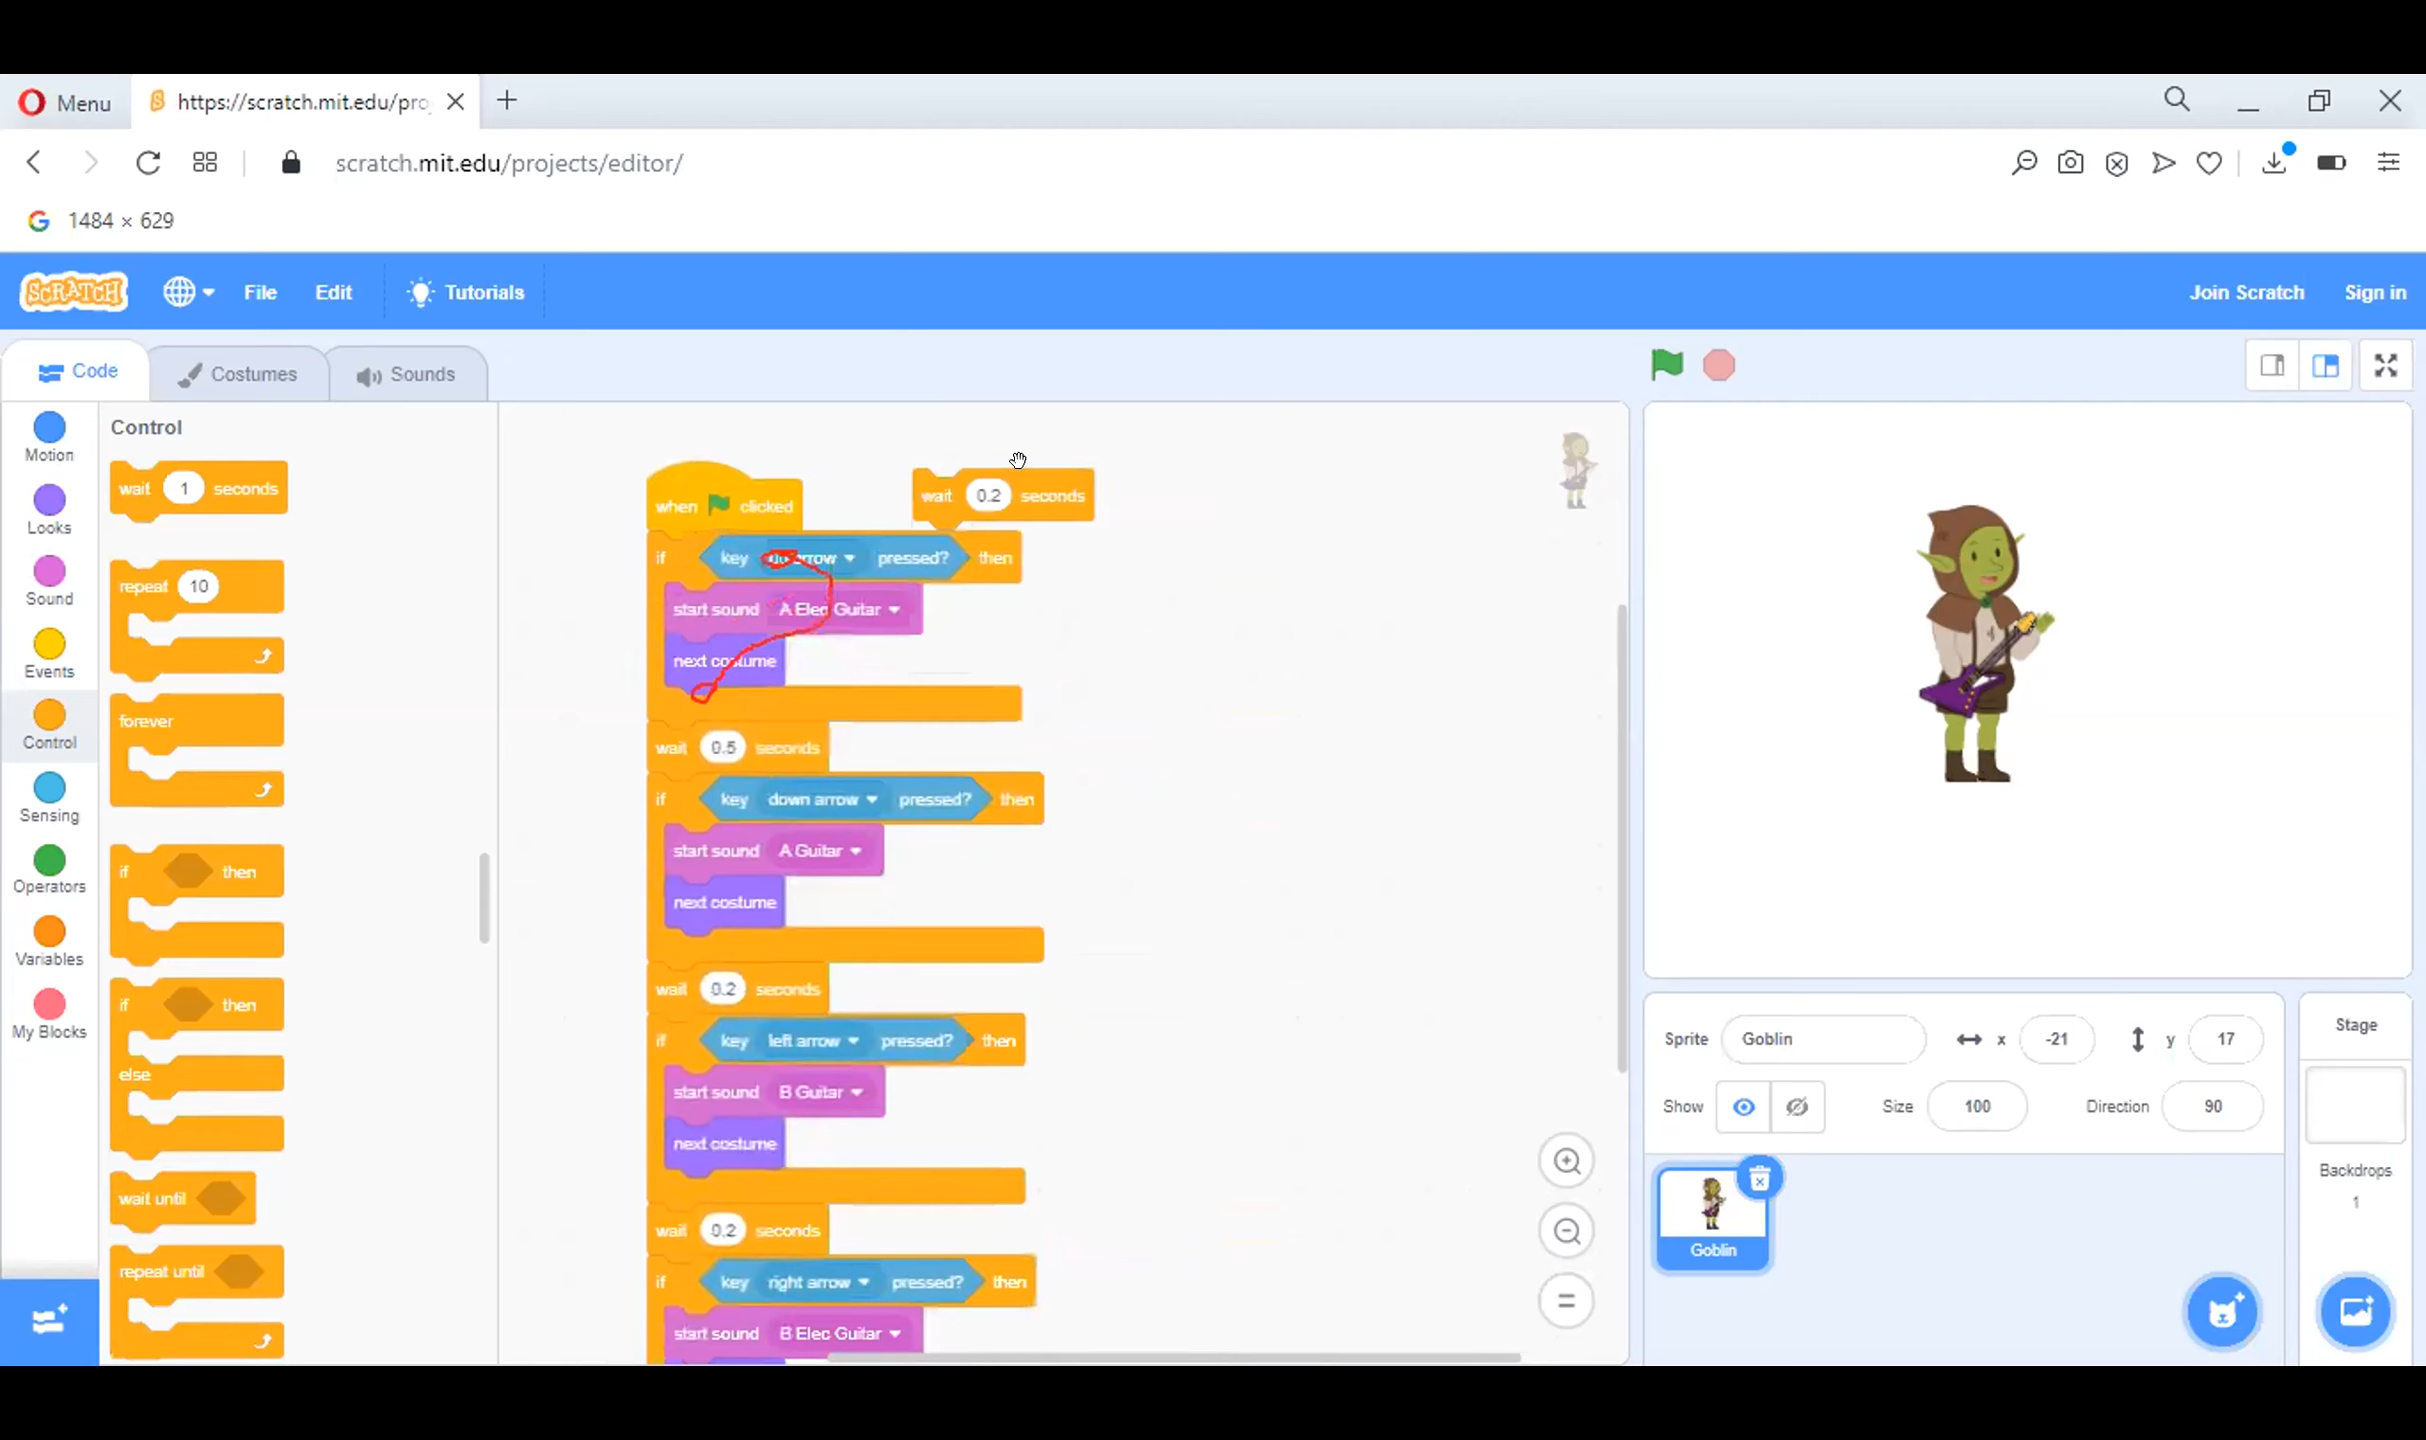 Menu
https://scratch.mit.edu/pro
scratch.mit.edu/projects/editor/
1484 × 629
SCRATCH
File
Edit
Tutorials
Join Scratch
Sign in
Code
Costumes
Sounds
Motion
Looks
Sound
Events
Control
Sensing
Operators
Variables
My Blocks
Control
wait 1 seconds
repeat 10
forever
if then
if then
else
wait until
repeat until
when clicked
wait 0.2 seconds
if key arrow pressed? then
start sound A Elec Guitar
next costume
wait 0.5 seconds
if key down arrow pressed? then
start sound A Guitar
next costume
wait 0.2 seconds
if key left arrow pressed? then
start sound B Guitar
next costume
wait 0.2 seconds
if key right arrow pressed? then
start sound B Elec Guitar
Sprite Goblin x -21 y 17
Show Size 100 Direction 90
Goblin
Stage
Backdrops
1